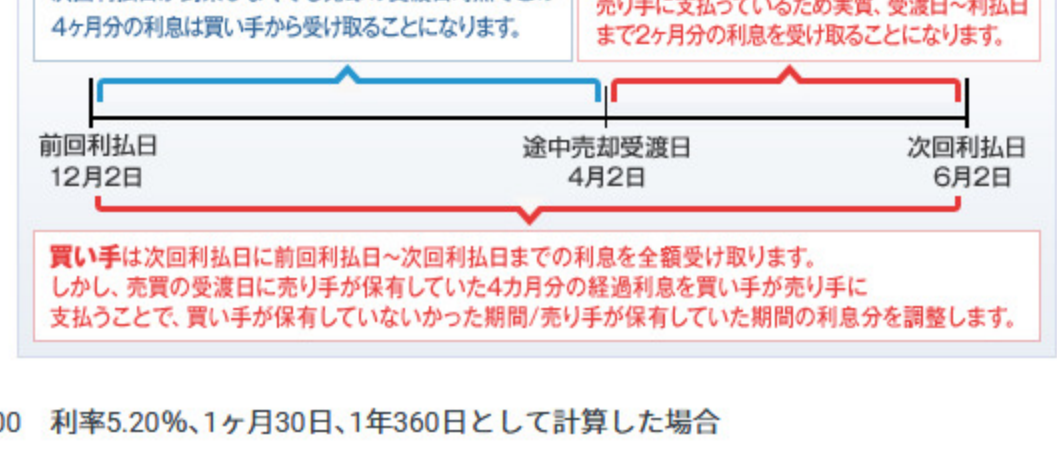 4ヶ月分の利息は買い手から受け取ることになります。
売り手に支払っているため実質、受渡日～利払日
まで2ヶ月分の利息を受け取ることになります。
前回利払日
12月2日
途中売却受渡日
4月2日
次回利払日
6月2日
買い手は次回利払日に前回利払日～次回利払日までの利息を全額受け取ります。
しかし、売買の受渡日に売り手が保有していた4カ月分の経過利息を買い手が売り手に
支払うことで、買い手が保有していないかった期間/売り手が保有していた期間の利息分を調整します。
00 利率5.20%、1ヶ月30日、1年360日として計算した場合